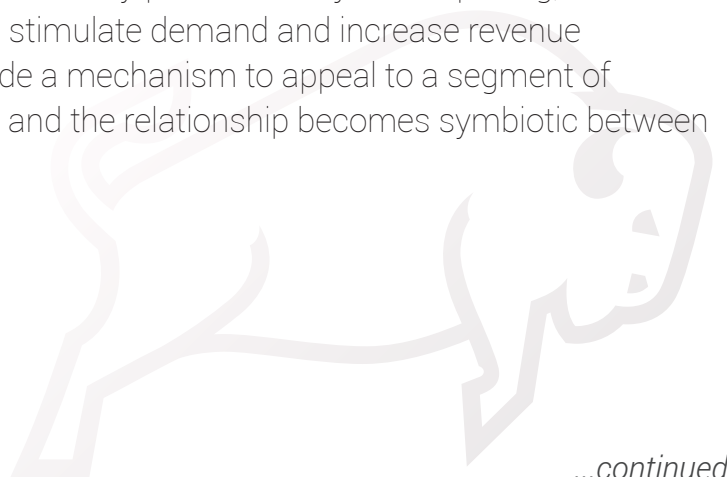 stimulate demand and increase revenue
de a mechanism to appeal to a segment of
and the relationship becomes symbiotic between
...continued